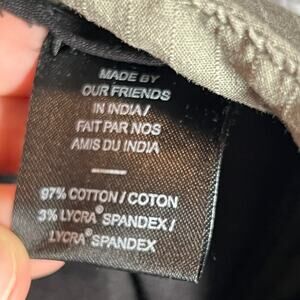 MADE BY
OUR FRIENDS
IN INDIA/
FAIT PAR NOS
AMIS DU INDIA
97% COTTON / COTON
3% LYCRA® SPANDEX /
LYCRA® SPANDEX